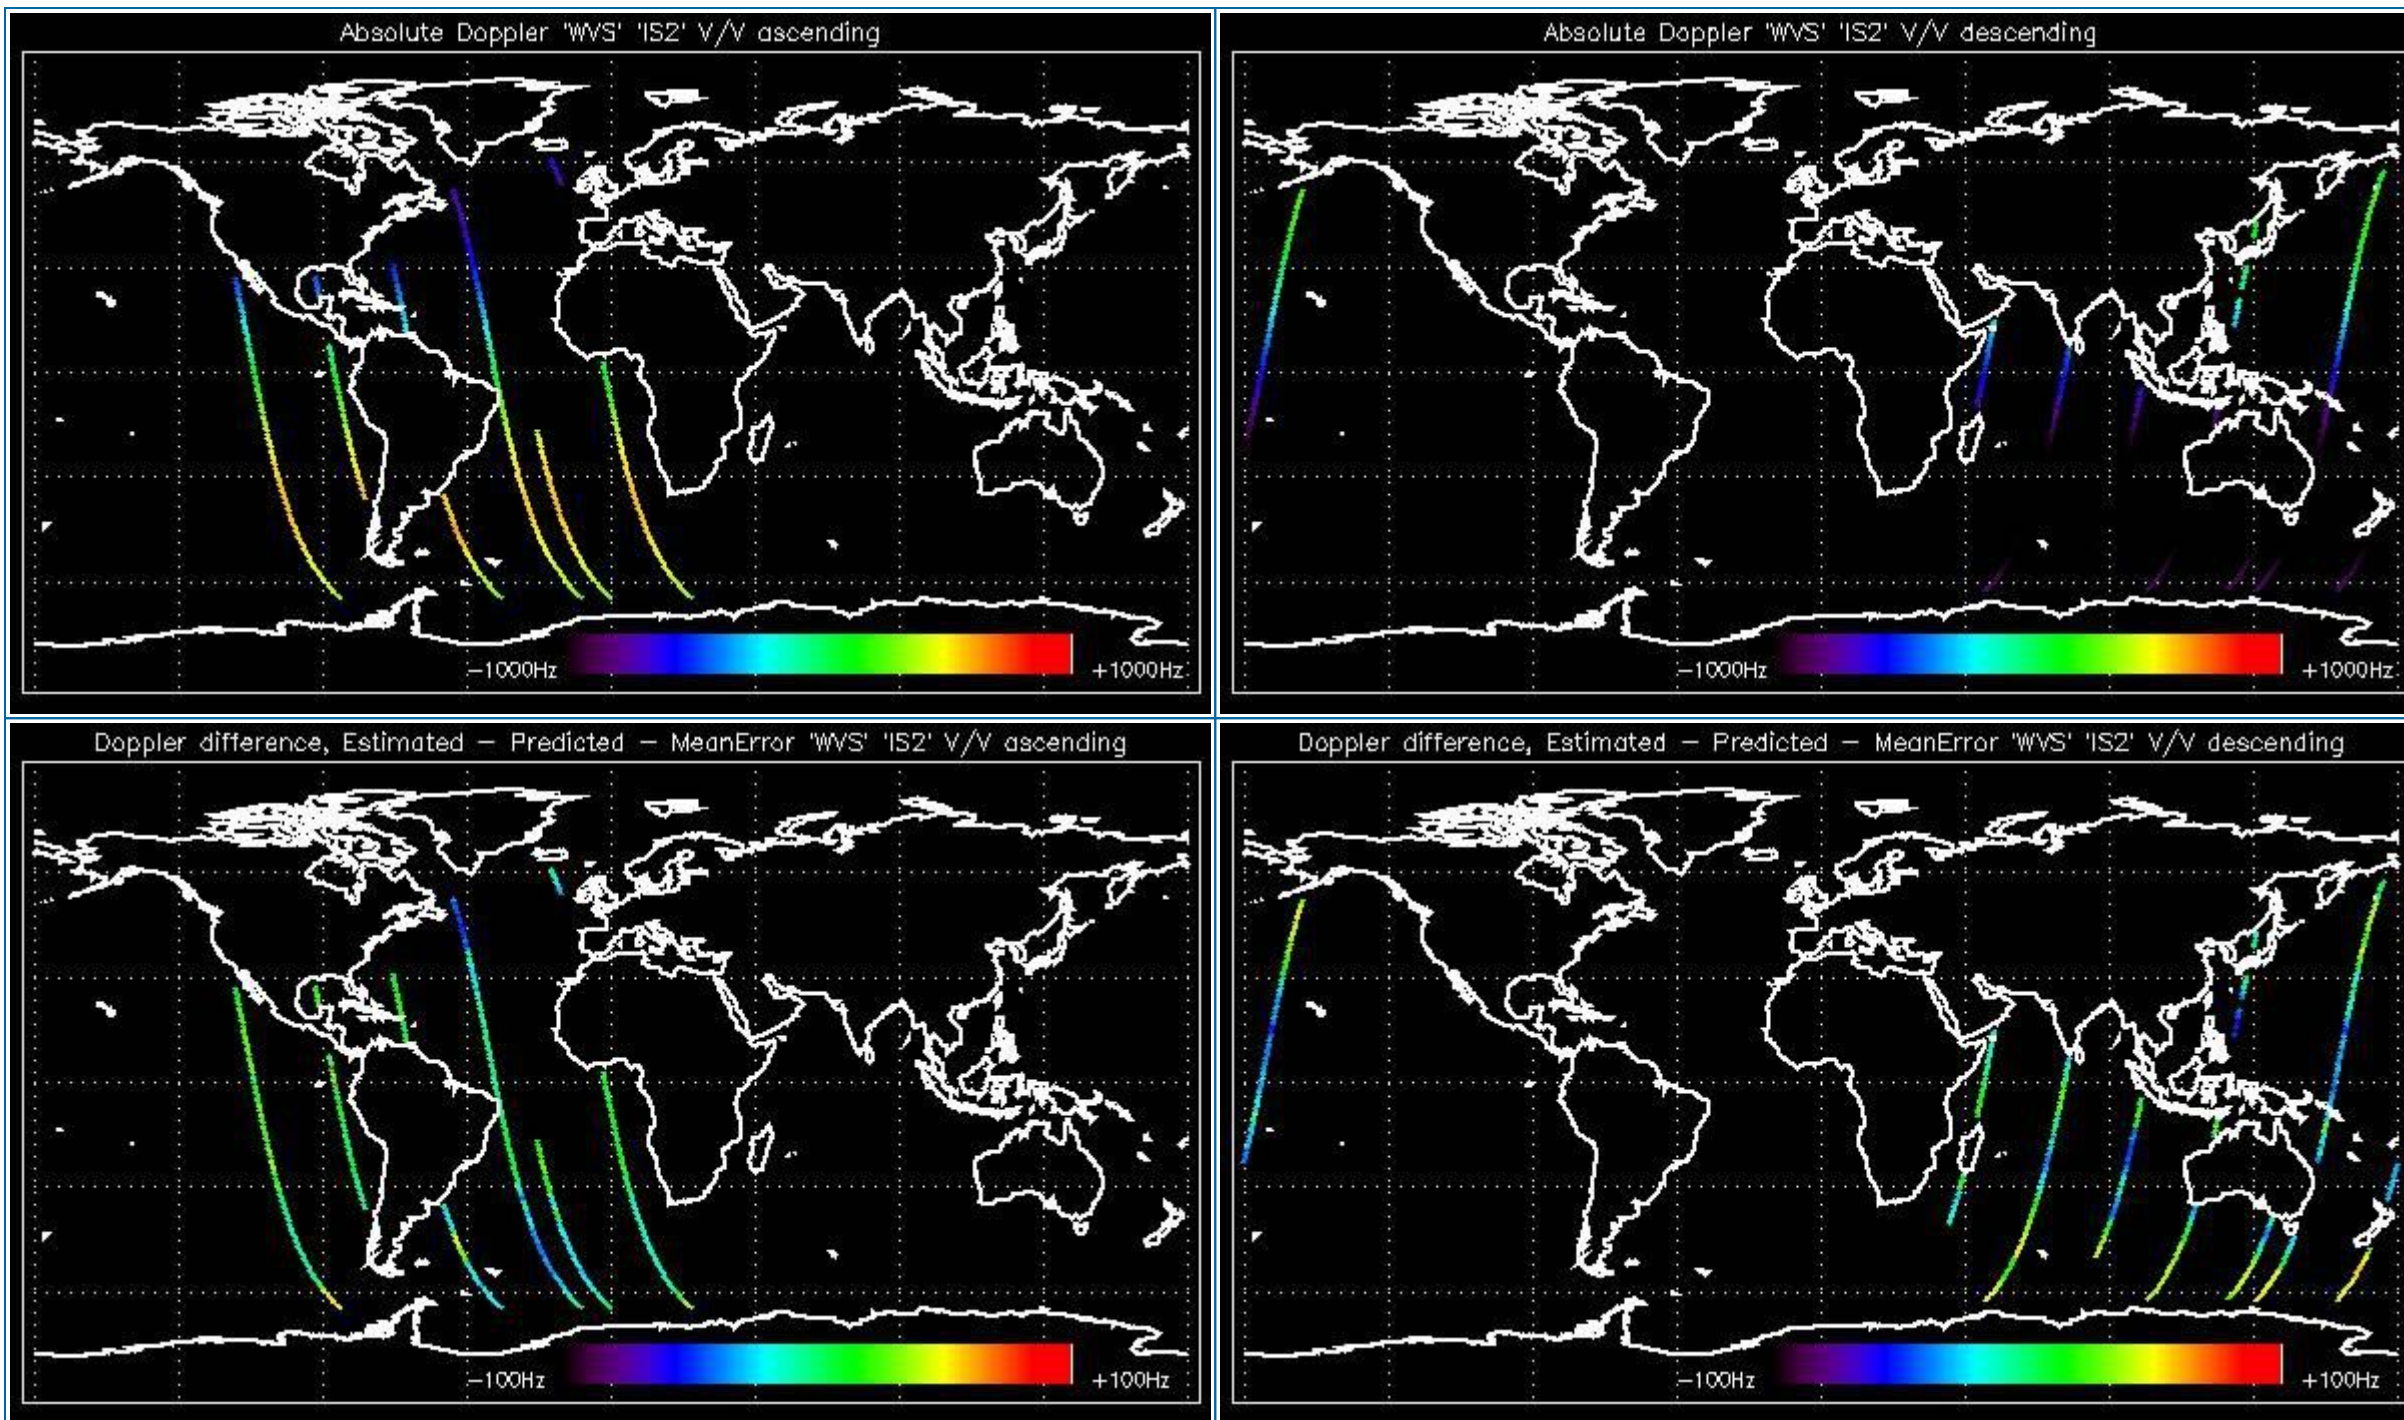 Absolute Doppler 'WVS' 'IS2' V/V ascending
-1000Hz
+1000Hz
Absolute Doppler 'WVS' 'IS2' V/V descending
-1000Hz
+1000Hz
Doppler difference, Estimated - Predicted - MeanError 'WVS' 'IS2' V/V ascending
-100Hz
+100Hz
Doppler difference, Estimated - Predicted - MeanError 'WVS' 'IS2' V/V descending
-100Hz
+100Hz